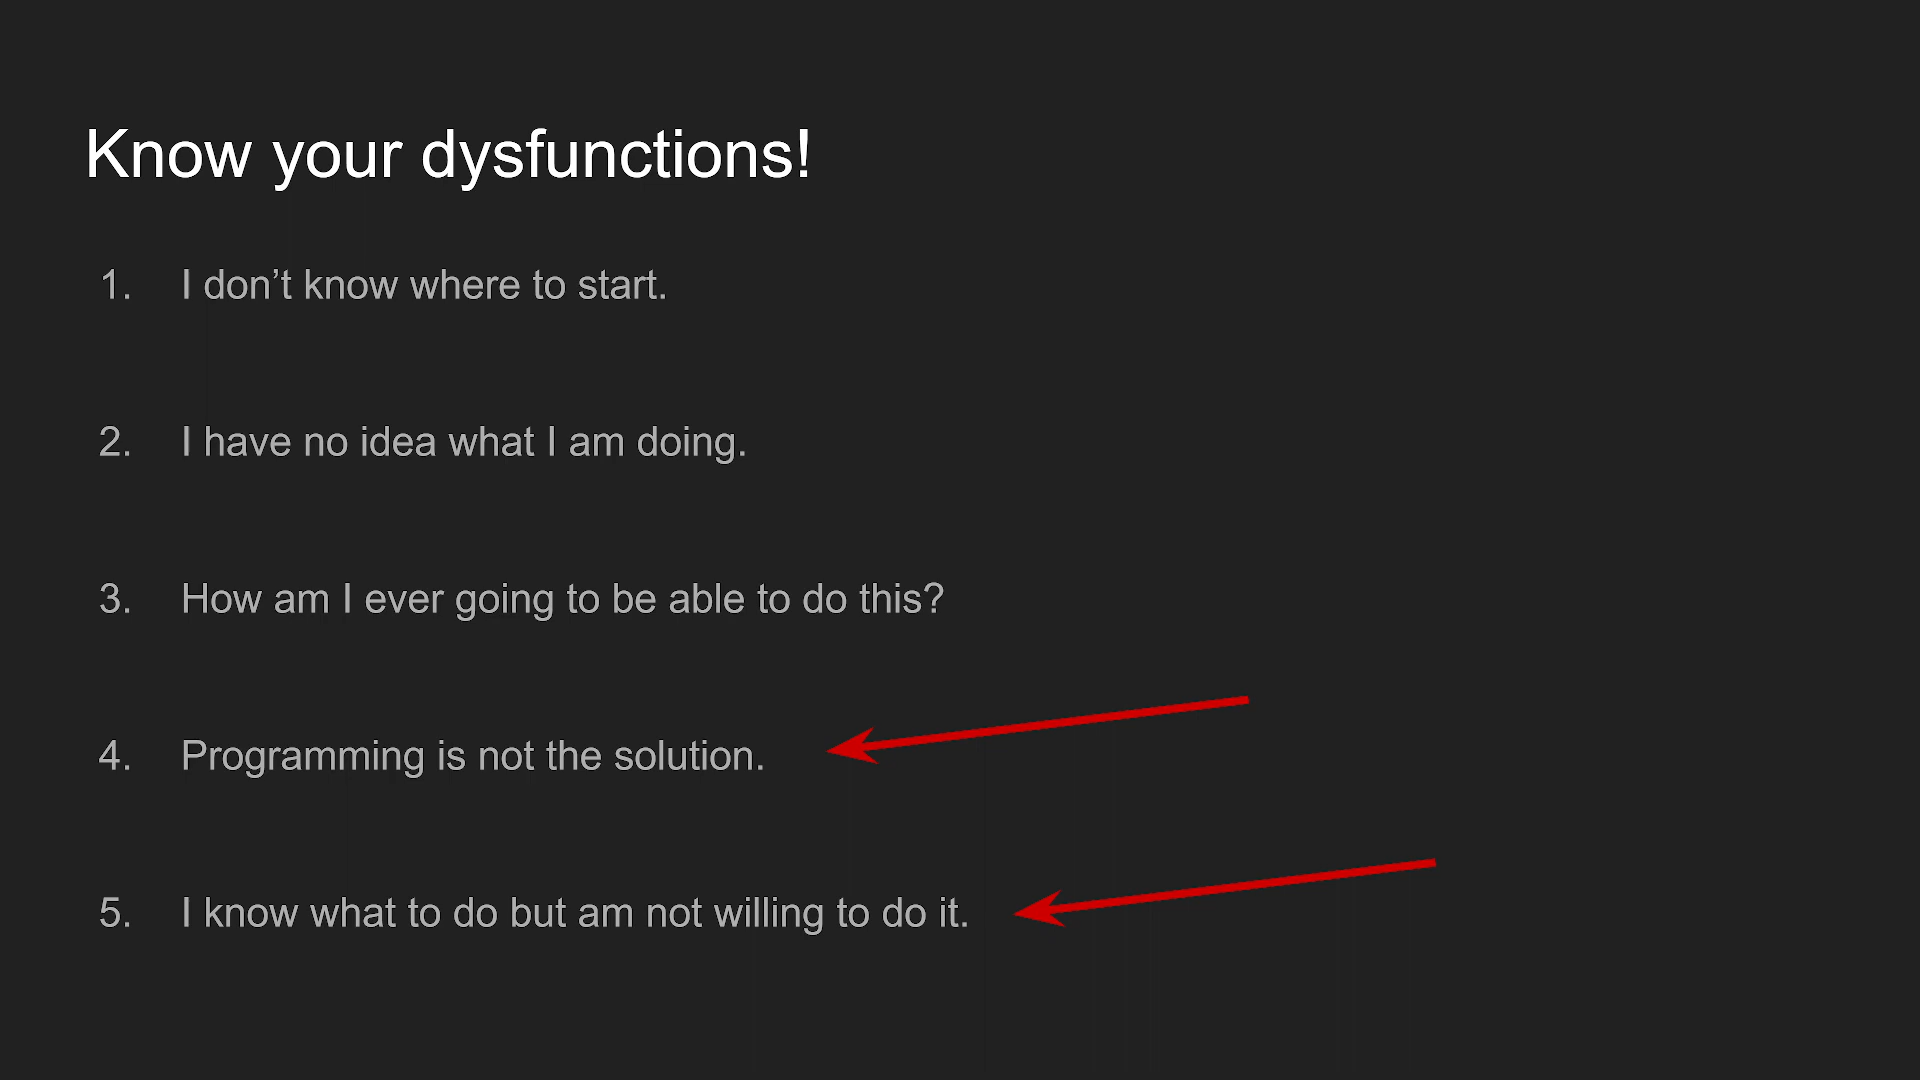 Know your dysfunctions!
1. I don’t know where to start.
2. I have no idea what I am doing.
3. How am I ever going to be able to do this?
4. Programming is not the solution.
5. I know what to do but am not willing to do it.